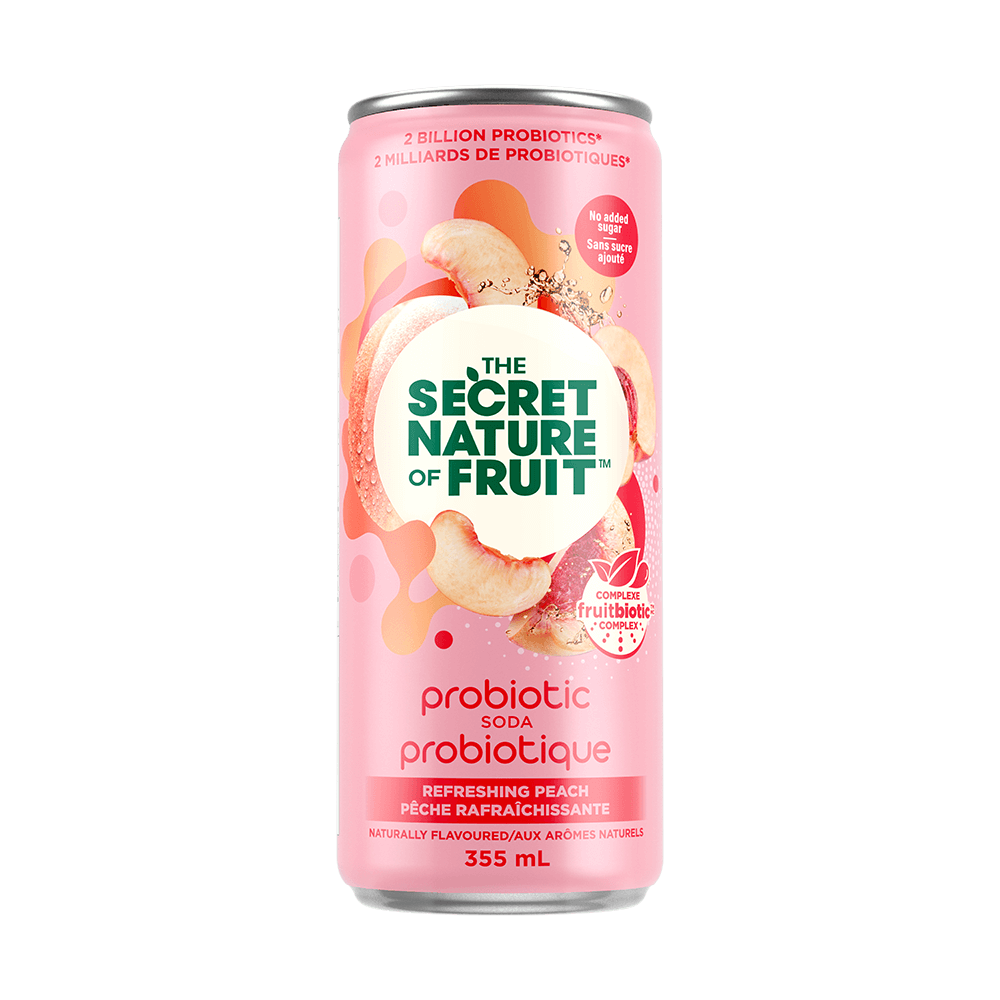 2 BILLION PROBIOTICS*
2 MILLIARDS DE PROBIOTIQUES*
No added
sugar
Sans sucre
ajouté
THE
SECRET
NATURE
OF FRUIT™
COMPLEXE
fruitbiotic
COMPLEX
probiotic
SODA
probiotique
REFRESHING PEACH
PÊCHE RAFRAÎCHISSANTE
NATURALLY FLAVOURED/AUX ARÔMES NATURELS
355 mL